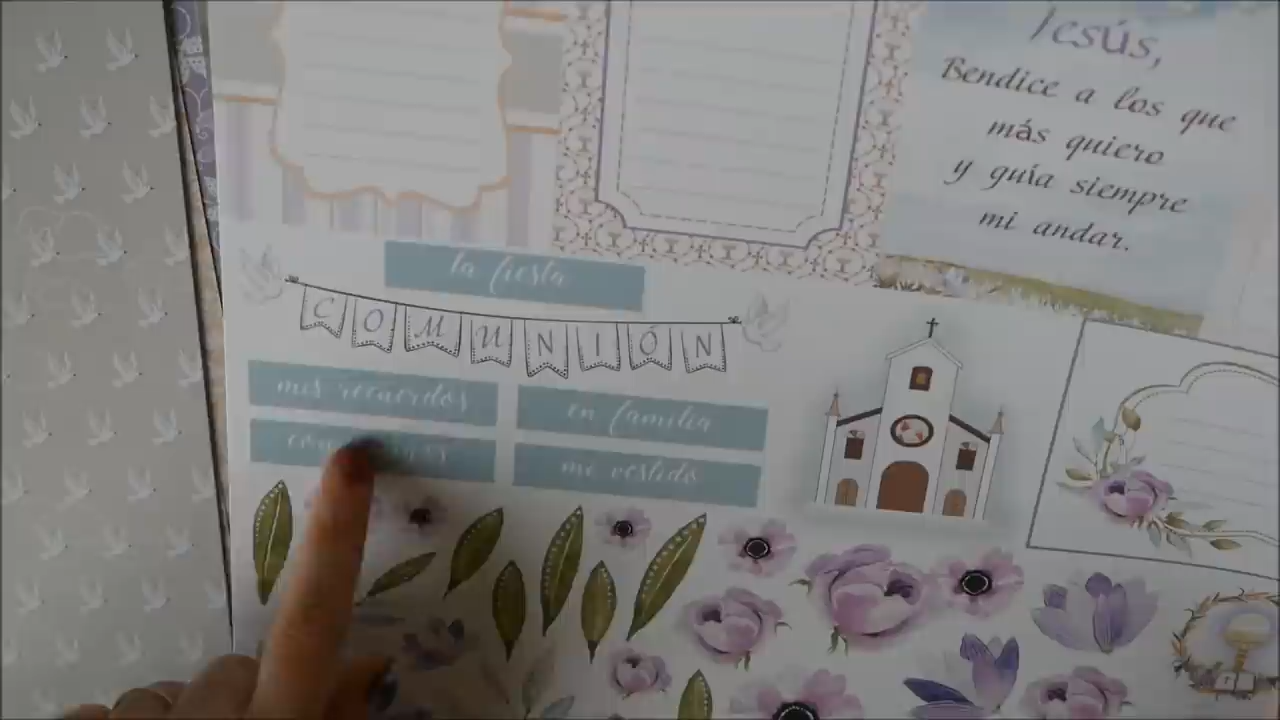 Jesús,
Bendice a los que
más quiero
y guía siempre
mi andar.
la fiesta
COMUNIÓN
mis recuerdos
en familia
mi vestido